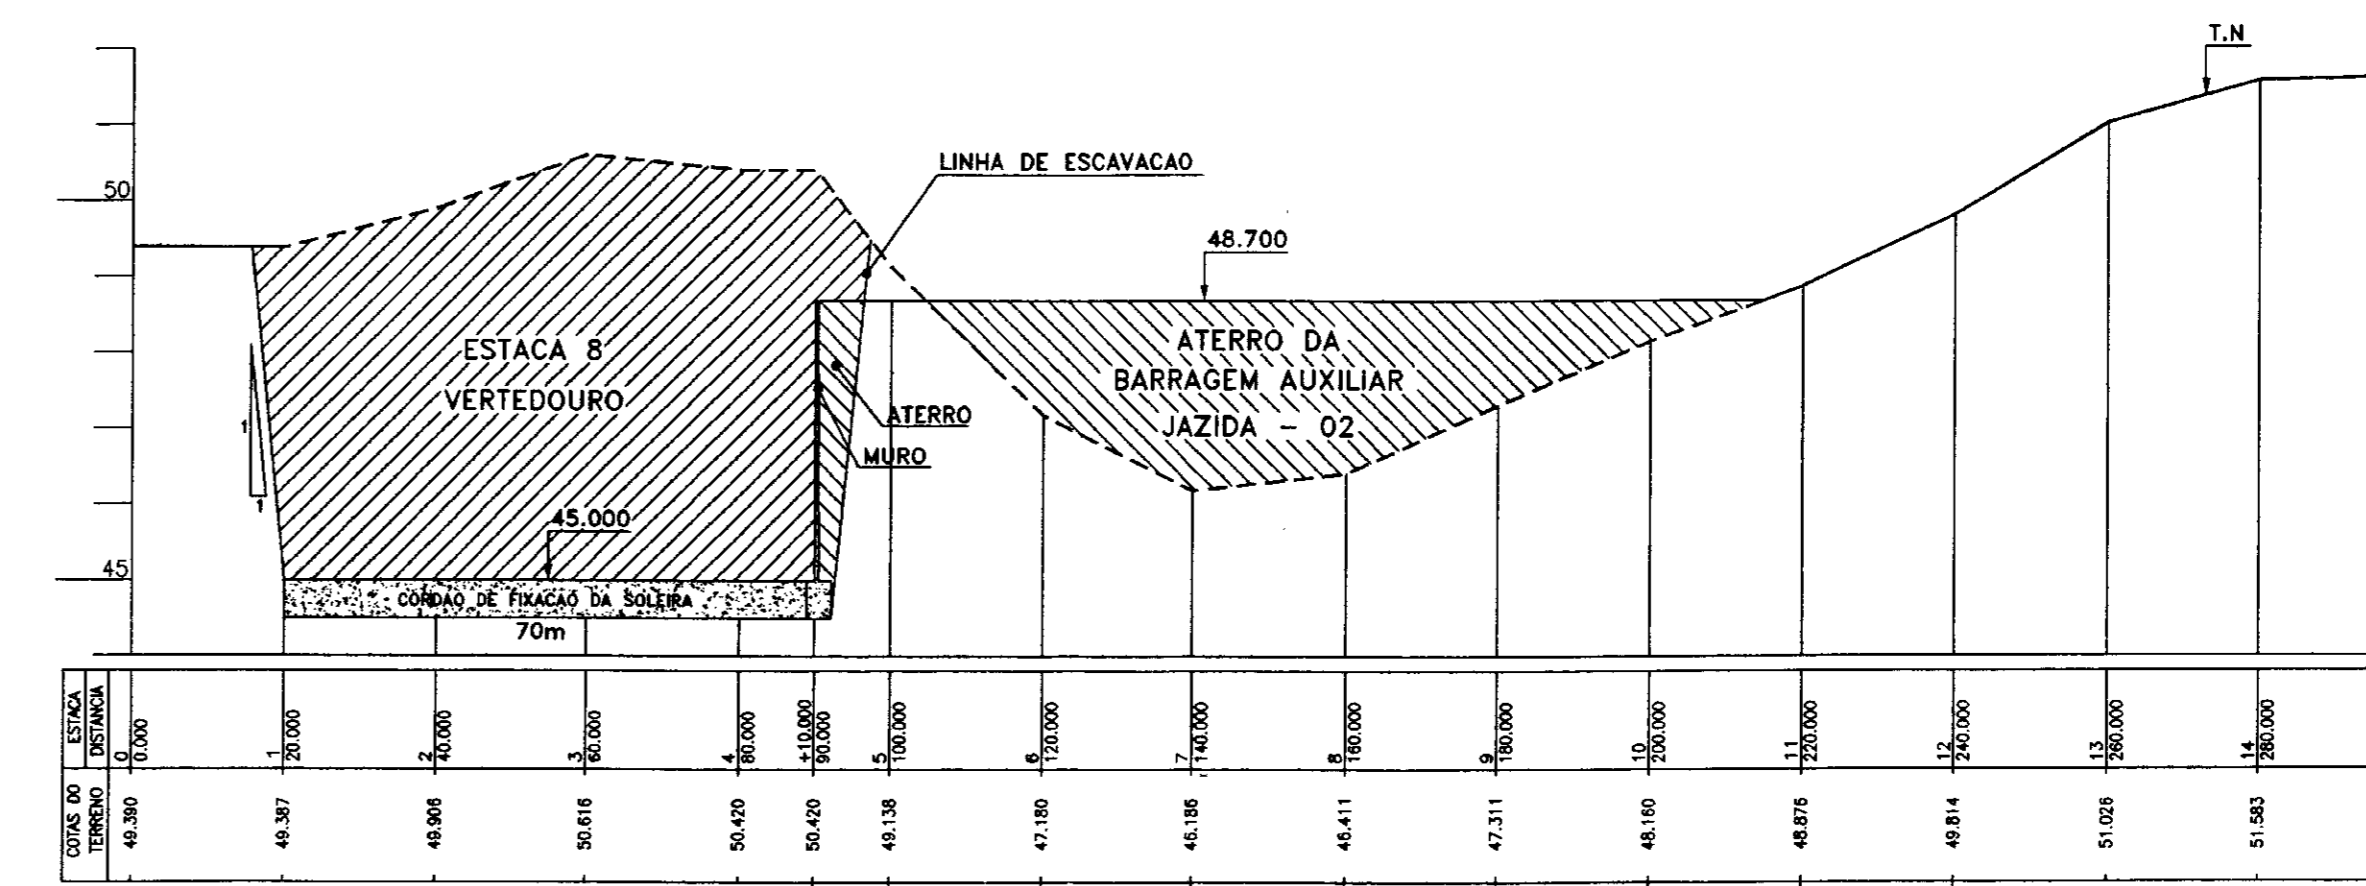 T.N
LINHA DE ESCAVACAO
50
48.700
ESTACA 8
VERTEDOURO
ATERRO DA
BARRAGEM AUXILIAR
JAZIDA - 02
ATERRO
MURO
1
1
45.000
45
CORDAO DE FIXACAO DA SOLEIRA
70m
ESTACA 0 1 2 3 4 +10.000 5 6 7 8 9 10 11 12 13 14
DISTANCIA 0.000 20.000 40.000 60.000 80.000 90.000 100.000 120.000 140.000 160.000 180.000 200.000 220.000 240.000 260.000 280.000
COTAS DO
TERRENO 49.390 49.387 49.906 50.616 50.420 50.420 49.138 47.180 46.186 46.411 47.311 48.160 48.876 49.814 51.026 51.583